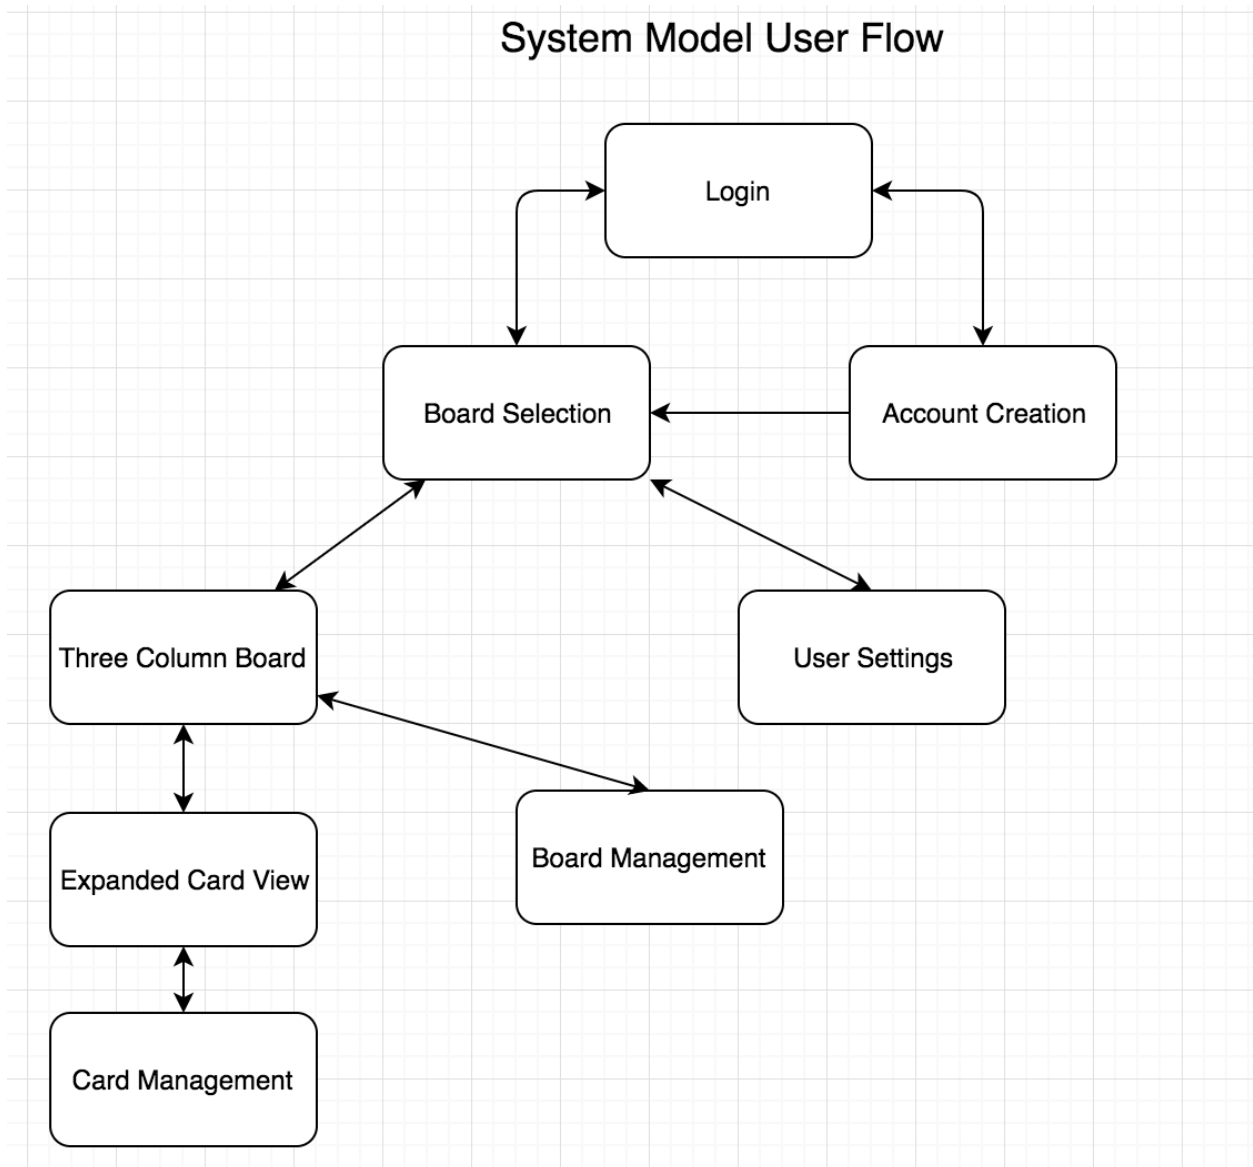 System Model User Flow
Login
Board Selection
Account Creation
Three Column Board
User Settings
Board Management
Expanded Card View
Card Management